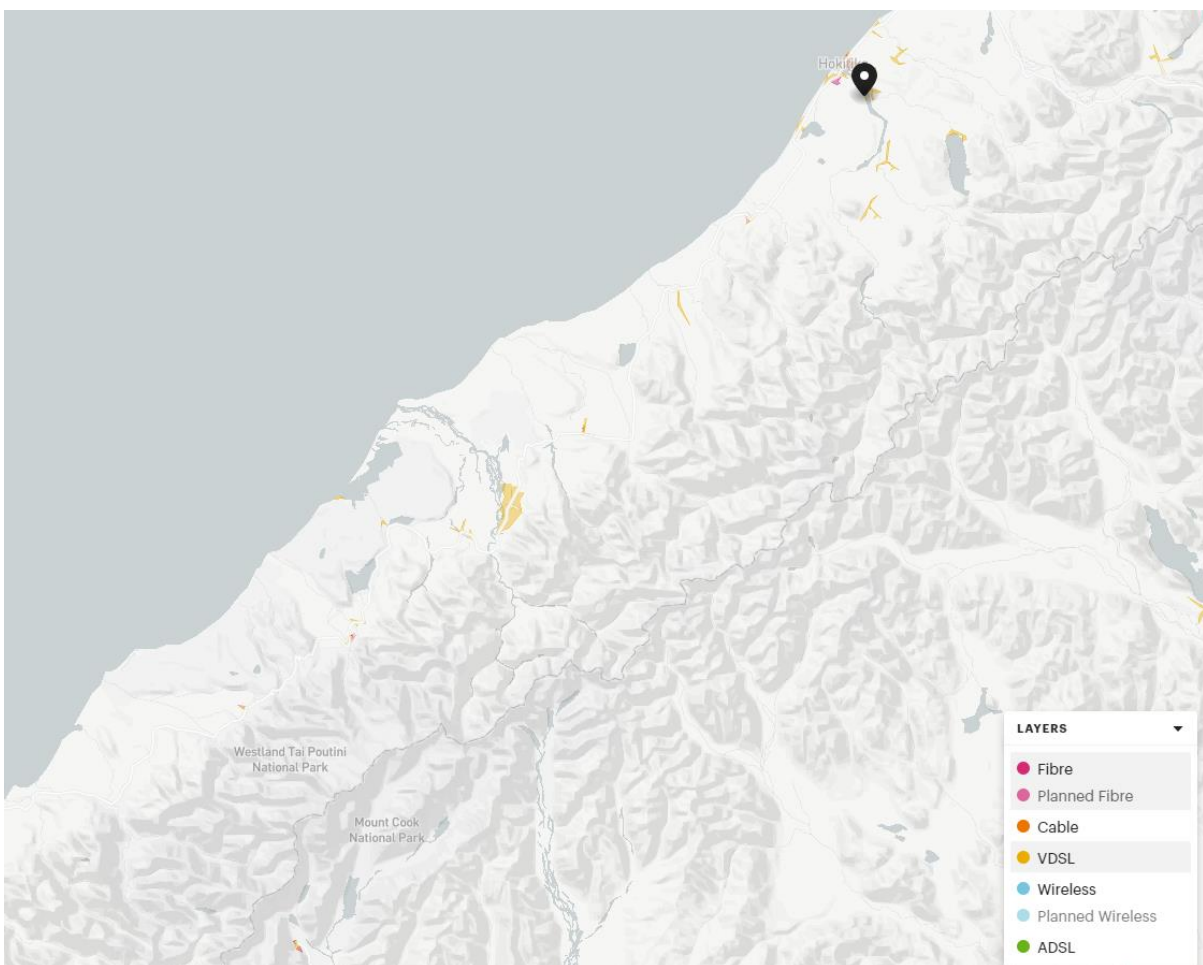 Hokitika
Westland Tai Poutini
National Park
Mount Cook
National Park
LAYERS
Fibre
Planned Fibre
Cable
VDSL
Wireless
Planned Wireless
ADSL